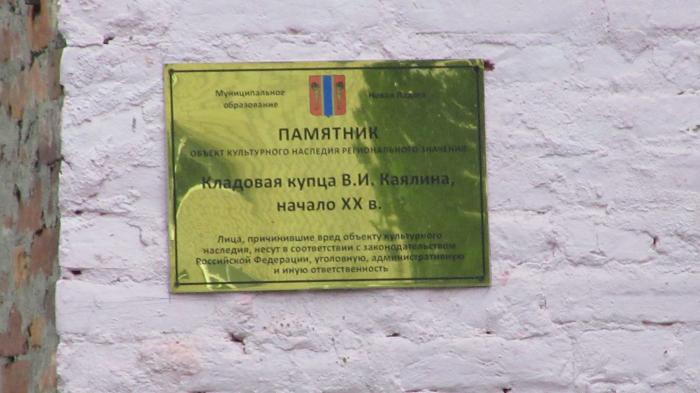 Муниципальное
образование
Новая Ладога
ПАМЯТНИК
ОБЪЕКТ КУЛЬТУРНОГО НАСЛЕДИЯ РЕГИОНАЛЬНОГО ЗНАЧЕНИЯ
Кладовая купца В.И. Каялина,
начало XX в.
Лица, причинившие вред объекту культурного
наследия, несут в соответствии с законодательством
Российской Федерации, уголовную, административную
и иную ответственность